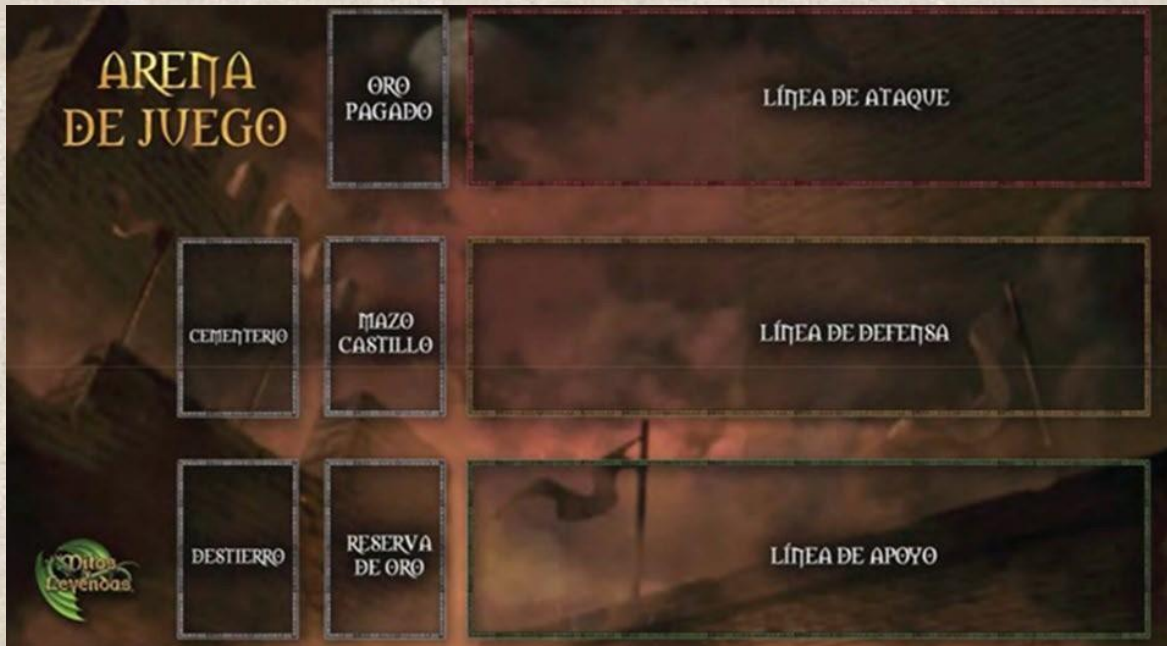 ARENA
DE JUEGO
ORO
PAGADO
LÍNEA DE ATAQUE
CEMENTERIO
MAZO
CASTILLO
LÍNEA DE DEFENSA
DESTIERRO
RESERVA
DE ORO
LÍNEA DE APOYO
Mitos
Leyendas